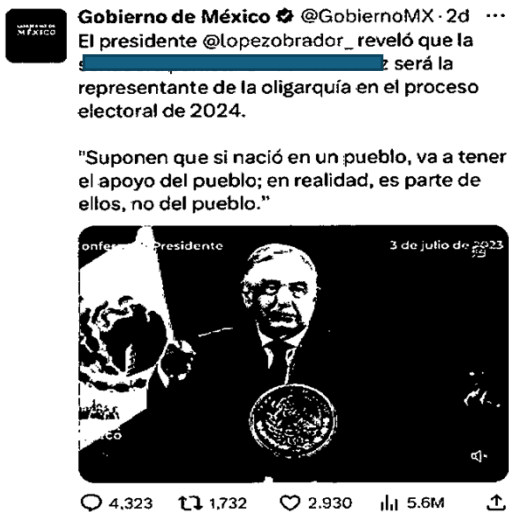 GOBIERNO DE
MÉXICO
Gobierno de México @GobiernoMX · 2d
El presidente @lopezobrador_ reveló que la
será la
representante de la oligarquía en el proceso
electoral de 2024.
"Suponen que si nació en un pueblo, va a tener
el apoyo del pueblo; en realidad, es parte de
ellos, no del pueblo.”
Presidente
3 de julio de 2023
4,323 1,732 2.930 5.6M